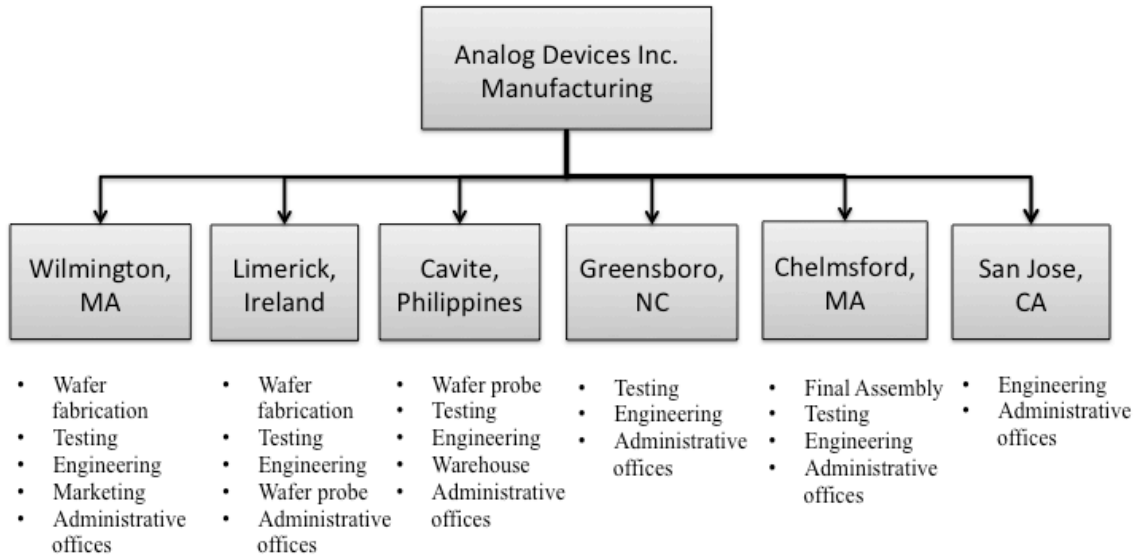 Analog Devices Inc.
Manufacturing
Wilmington,
MA
Limerick,
Ireland
Cavite,
Philippines
Greensboro,
NC
Chelmsford,
MA
San Jose,
CA
• Wafer
fabrication
• Testing
• Engineering
• Marketing
• Administrative
offices
• Wafer
fabrication
• Testing
• Engineering
• Wafer probe
• Administrative
offices
• Wafer probe
• Testing
• Engineering
• Warehouse
• Administrative
offices
• Testing
• Engineering
• Administrative
offices
• Final Assembly
• Testing
• Engineering
• Administrative
offices
• Engineering
• Administrative
offices